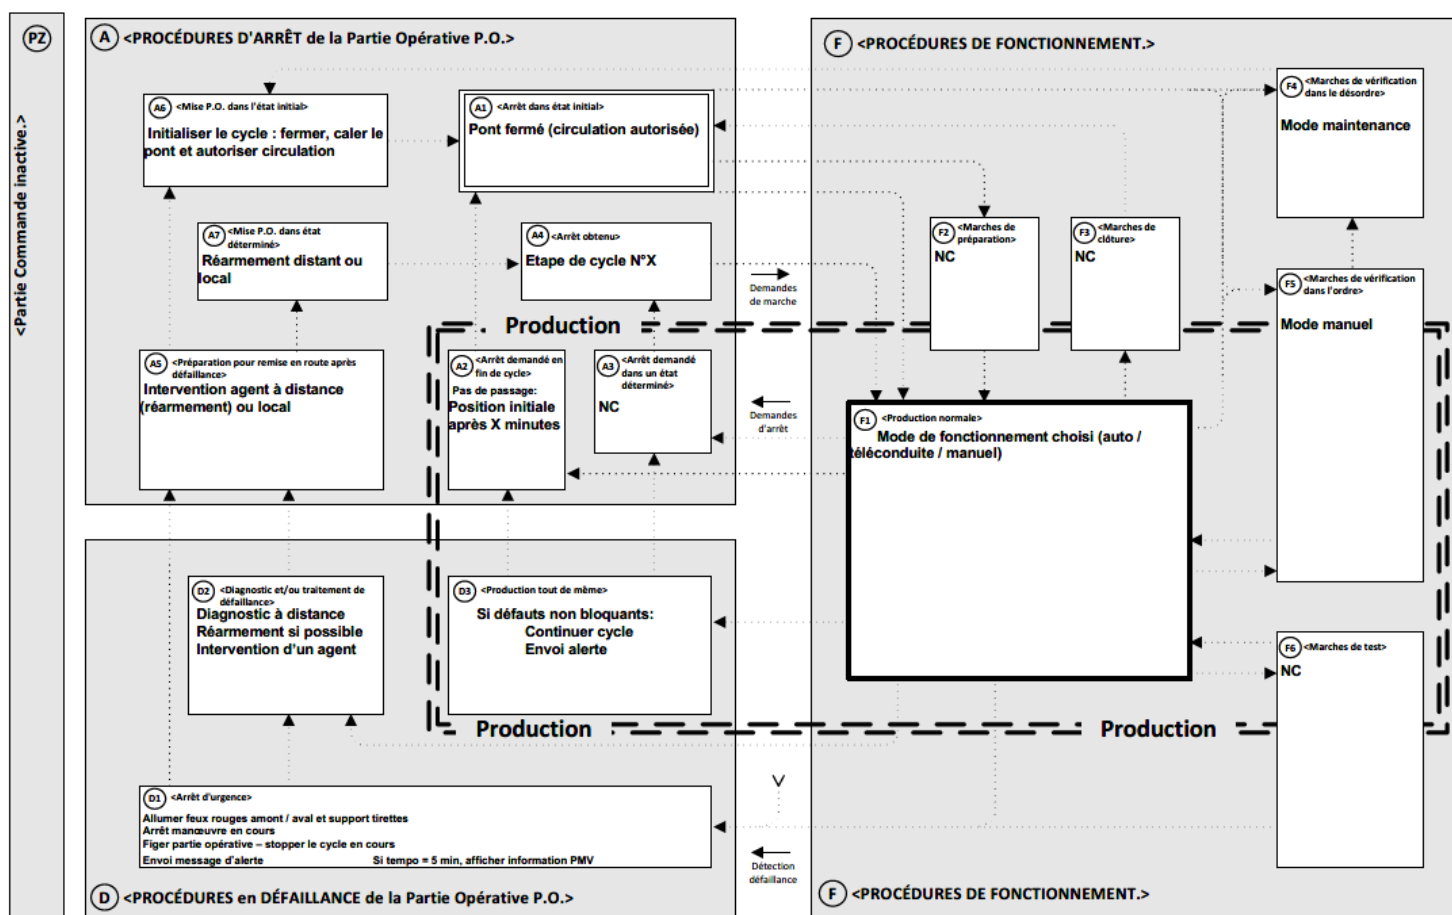 PZ
<Partie Commande inactive.>
A <PROCÉDURES D'ARRÊT de la Partie Opérative P.O.>
A6 <Mise P.O. dans l'état initial>
Initialiser le cycle : fermer, caler le
pont et autoriser circulation
A1 <Arrêt dans état initial>
Pont fermé (circulation autorisée)
A7 <Mise P.O. dans état
déterminé>
Réarmement distant ou
local
A4 <Arrêt obtenu>
Etape de cycle N°X
A5 <Préparation pour remise en route après
défaillance>
Intervention agent à distance
(réarmement) ou local
A2 <Arrêt demandé en
fin de cycle>
Pas de passage:
Position initiale
après X minutes
A3 <Arrêt demandé
dans un état
déterminé>
NC
Demandes
de marche
Demandes
d'arrêt
F <PROCÉDURES DE FONCTIONNEMENT.>
F4 <Marches de vérification
dans le désordre>
Mode maintenance
F2 <Marches de
préparation>
NC
F3 <Marches de
clôture>
NC
F5 <Marches de vérification
dans l'ordre>
Mode manuel
Production
F1 <Production normale>
Mode de fonctionnement choisi (auto /
téléconduite / manuel)
F6 <Marches de test>
NC
D2 <Diagnostic et/ou traitement de
défaillance>
Diagnostic à distance
Réarmement si possible
Intervention d'un agent
D3 <Production tout de même>
Si défauts non bloquants:
Continuer cycle
Envoi alerte
Production
Production
D1 <Arrêt d'urgence>
Allumer feux rouges amont / aval et support tirettes
Arrêt manœuvre en cours
Figer partie opérative – stopper le cycle en cours
Envoi message d'alerte Si tempo = 5 min, afficher information PMV
Détection
défaillance
D <PROCÉDURES en DÉFAILLANCE de la Partie Opérative P.O.>
F <PROCÉDURES DE FONCTIONNEMENT.>